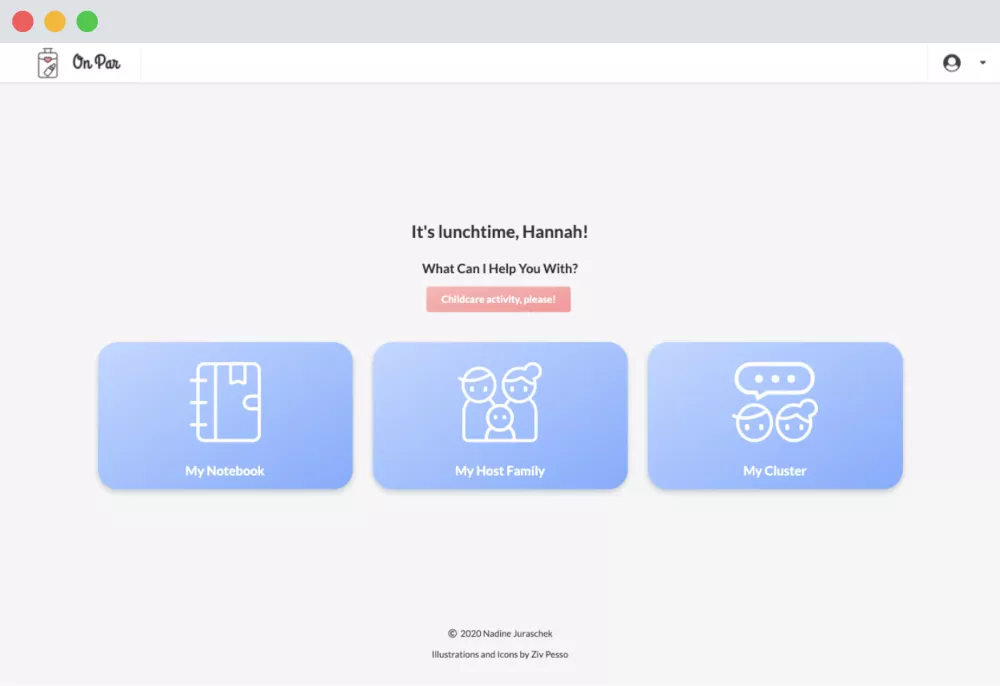 On Par
It's lunchtime, Hannah!
What Can I Help You With?
Childcare activity, please!
My Notebook
My Host Family
My Cluster
© 2020 Nadine Juraschek
Illustrations and Icons by Ziv Pesso